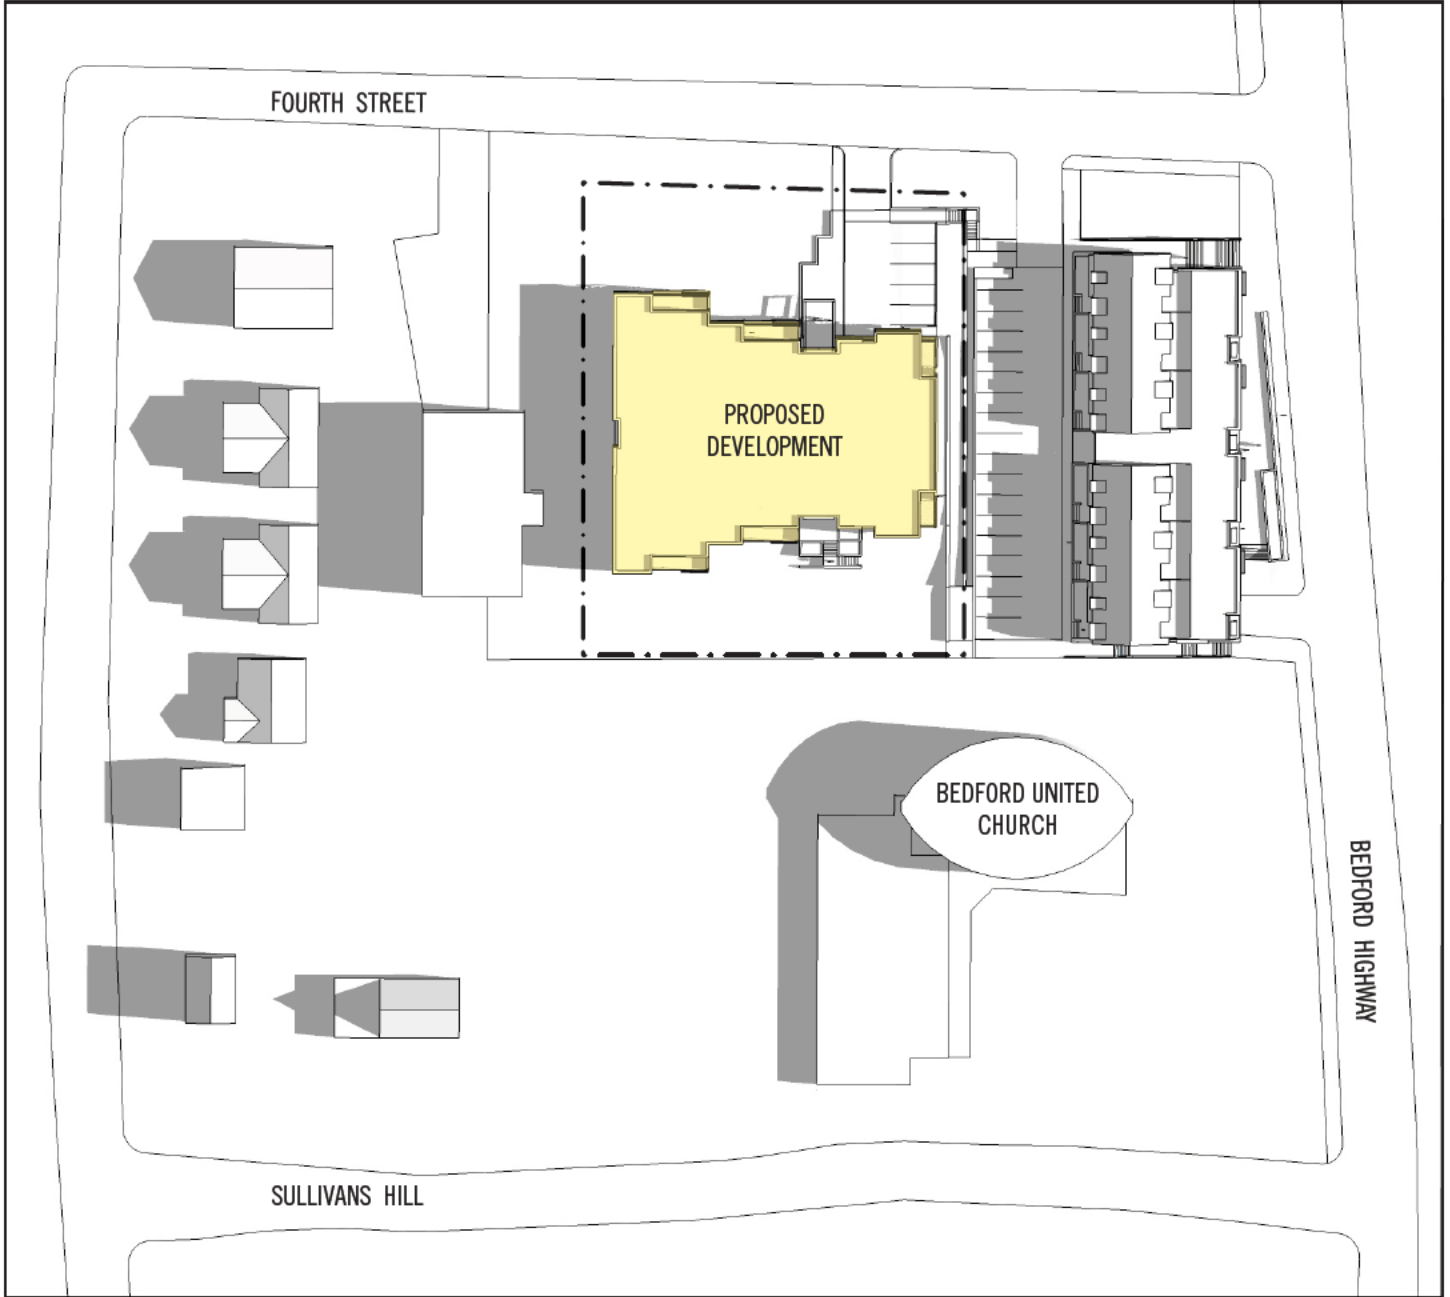 FOURTH STREET
PROPOSED
DEVELOPMENT
BEDFORD UNITED
CHURCH
BEDFORD HIGHWAY
SULLIVANS HILL